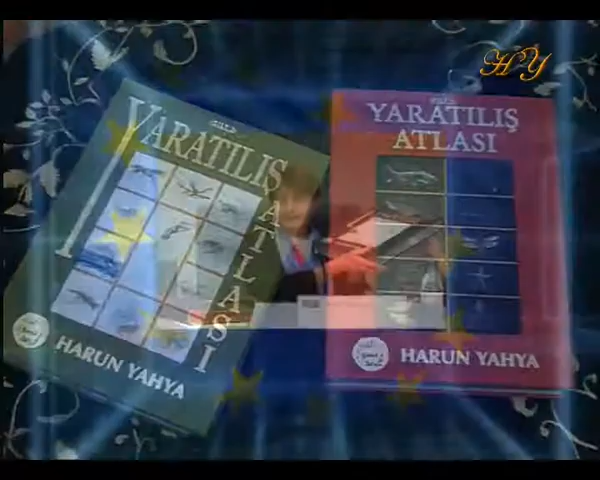 HY
YARATILIŞ
ATLASI
HARUN YAHYA
YARATILIŞ
ATLASI
HARUN YAHYA